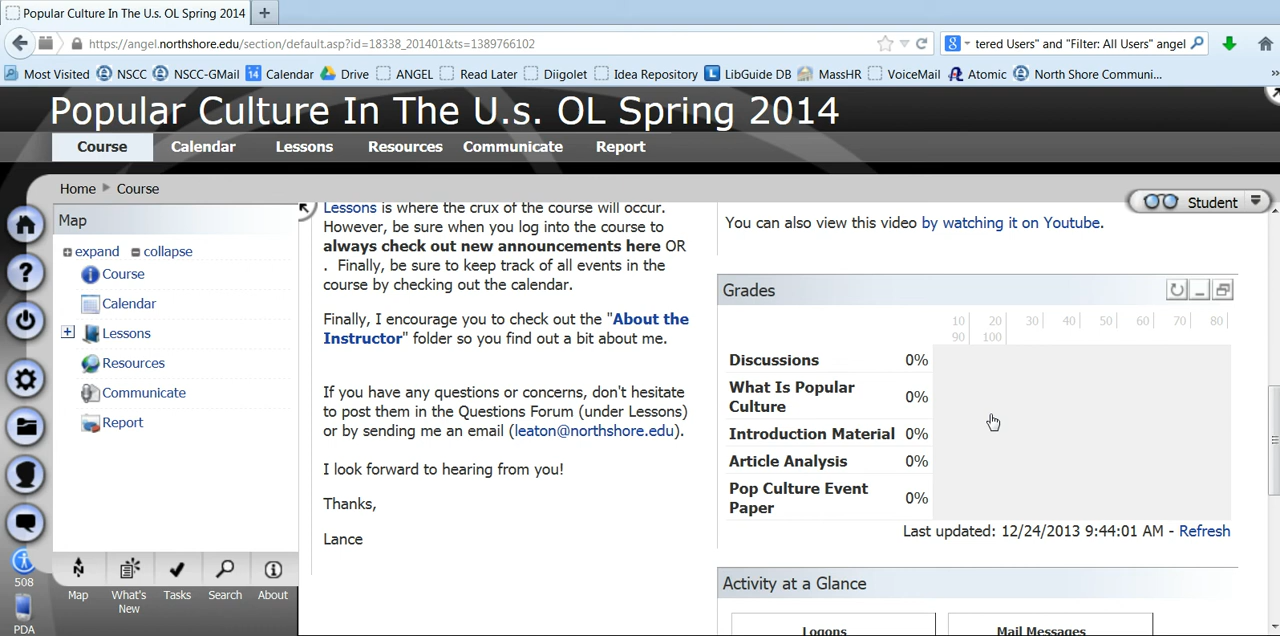 Popular Culture In The U.s. OL Spring 2014
https://angel.northshore.edu/section/default.asp?id=18338_201401&ts=1389766102
tered Users" and "Filter: All Users" angel
Most Visited NSCC NSCC-GMail 14 Calendar Drive ANGEL Read Later Diigolet Idea Repository LibGuide DB MassHR VoiceMail Atomic North Shore Communi...
Popular Culture In The U.s. OL Spring 2014
Course Calendar Lessons Resources Communicate Report
Home Course
Student
Map
expand collapse
Course
Calendar
Lessons
Resources
Communicate
Report
Map What's New Tasks Search About
508
PDA
Lessons is where the crux of the course will occur.
However, be sure when you log into the course to
always check out new announcements here OR
. Finally, be sure to keep track of all events in the
course by checking out the calendar.
Finally, I encourage you to check out the "About the
Instructor" folder so you find out a bit about me.
If you have any questions or concerns, don't hesitate
to post them in the Questions Forum (under Lessons)
or by sending me an email (leaton@northshore.edu).
I look forward to hearing from you!
Thanks,
Lance
You can also view this video by watching it on Youtube.
Grades
10 20 30 40 50 60 70 80
90 100
Discussions 0%
What Is Popular
Culture 0%
Introduction Material 0%
Article Analysis 0%
Pop Culture Event
Paper 0%
Last updated: 12/24/2013 9:44:01 AM - Refresh
Activity at a Glance
Logons Mail Messages